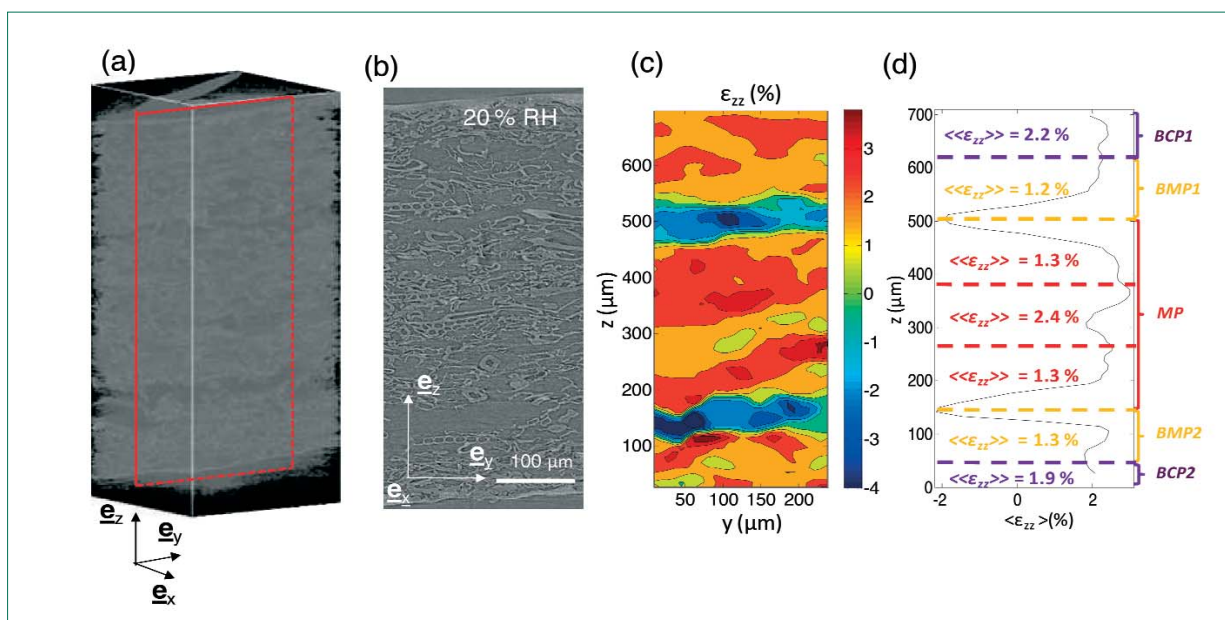 (a)
e_z
e_y
e_x
(b)
20 % RH
e_z
e_y
e_x
100 µm
(c)
ε_zz (%)
z (µm)
600
500
400
300
200
100
50 100 150 200
y (µm)
3
2
1
0
-1
-2
-3
-4
(d)
z (µm)
700
600
500
400
300
200
100
0
-2 0 2
<ε_zz>(%)
<<ε_zz>> = 2.2 %
<<ε_zz>> = 1.2 %
<<ε_zz>> = 1.3 %
<<ε_zz>> = 2.4 %
<<ε_zz>> = 1.3 %
<<ε_zz>> = 1.3 %
<<ε_zz>> = 1.9 %
BCP1
BMP1
MP
BMP2
BCP2